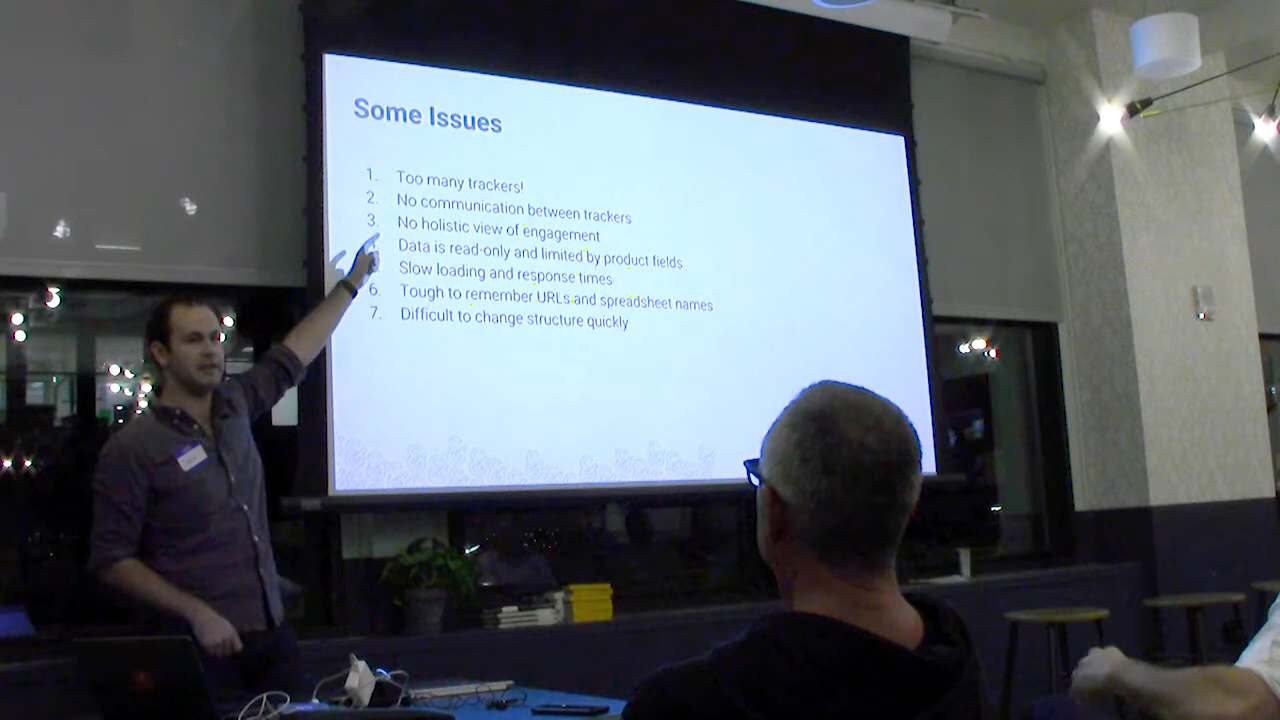 Some Issues
1. Too many trackers!
2. No communication between trackers
3. No holistic view of engagement
Data is read-only and limited by product fields
Slow loading and response times
6. Tough to remember URLs and spreadsheet names
7. Difficult to change structure quickly